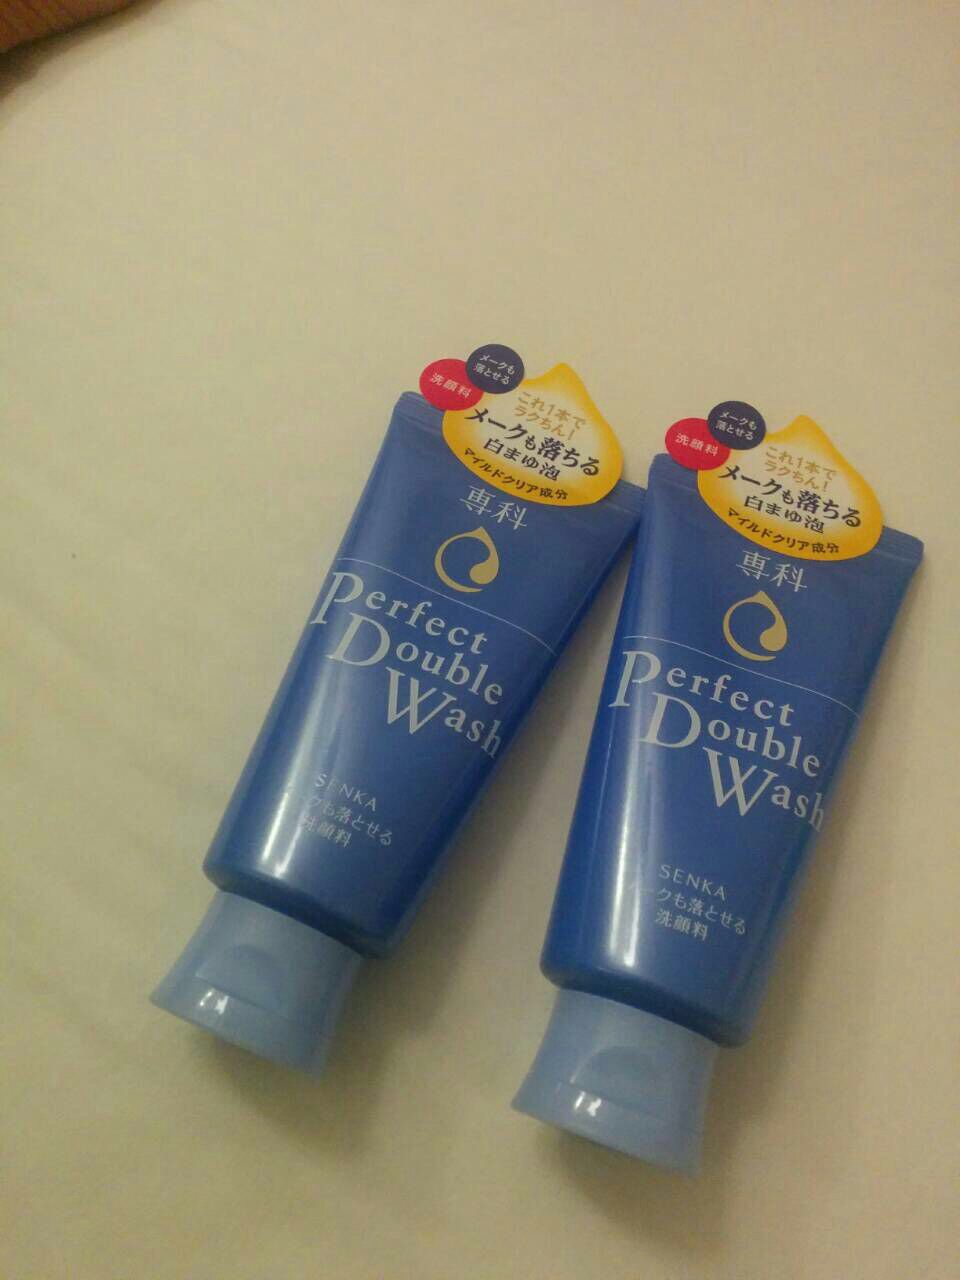 メークも
落とせる
洗顔料
これ1本で
ラクちん!
メークも落ちる
白まゆ泡
マイルドクリア成分
専科
Perfect
Double
Wash
SENKA
クも落とせる
洗顔料
メークも
落とせる
洗顔料
これ1本で
ラクちん!
メークも落ちる
白まゆ泡
マイルドクリア成分
専科
Perfect
Double
Wash
SENKA
ークも落とせる
洗顔料